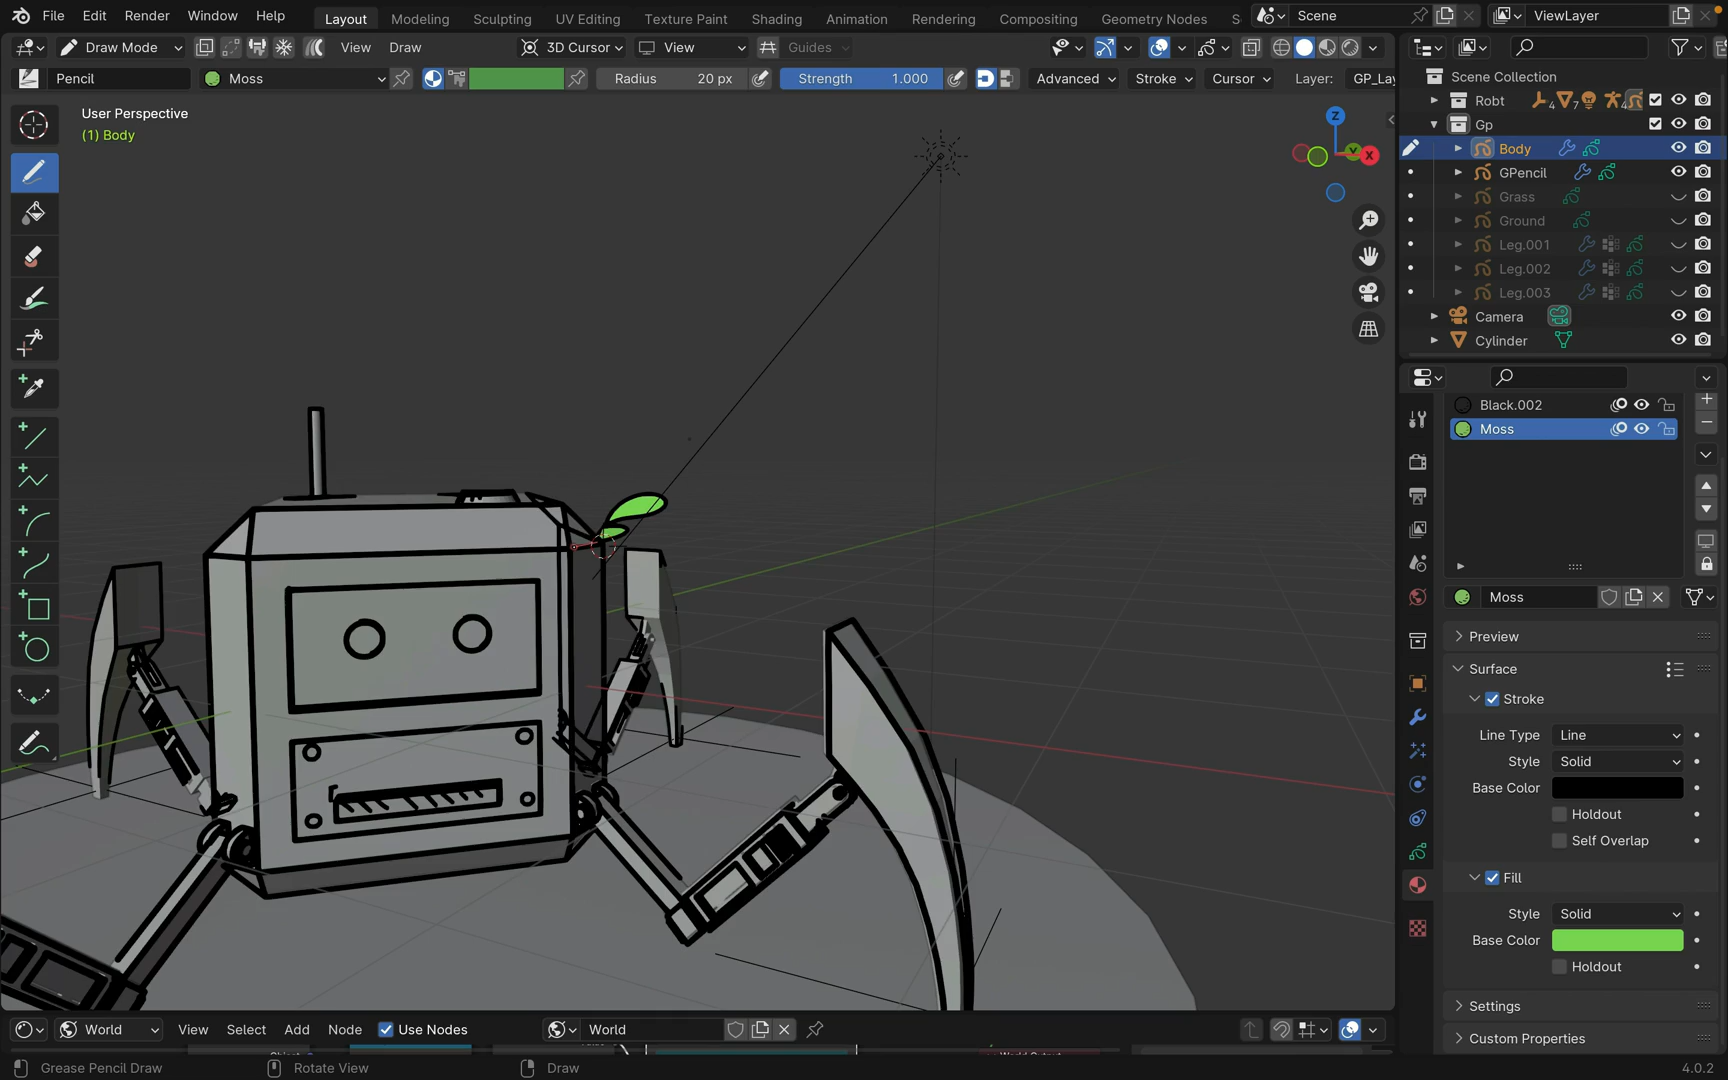 File Edit Render Window Help Layout Modeling Sculpting UV Editing Texture Paint Shading Animation Rendering Compositing Geometry Nodes S Scene ViewLayer
Draw Mode View Draw 3D Cursor View Guides
Pencil Moss Radius 20 px Strength 1.000 Advanced Stroke Cursor Layer: GP_Lay
User Perspective
(1) Body
Z
Y
X
Scene Collection
Robt 4 7 4
Gp
Body
GPencil
Grass
Ground
Leg.001
Leg.002
Leg.003
Camera
Cylinder
Black.002
Moss
Moss
Preview
Surface
Stroke
Line Type Line
Style Solid
Base Color
Holdout
Self Overlap
Fill
Style Solid
Base Color
Holdout
Settings
Custom Properties
World View Select Add Node Use Nodes World
Grease Pencil Draw Rotate View Draw 4.0.2